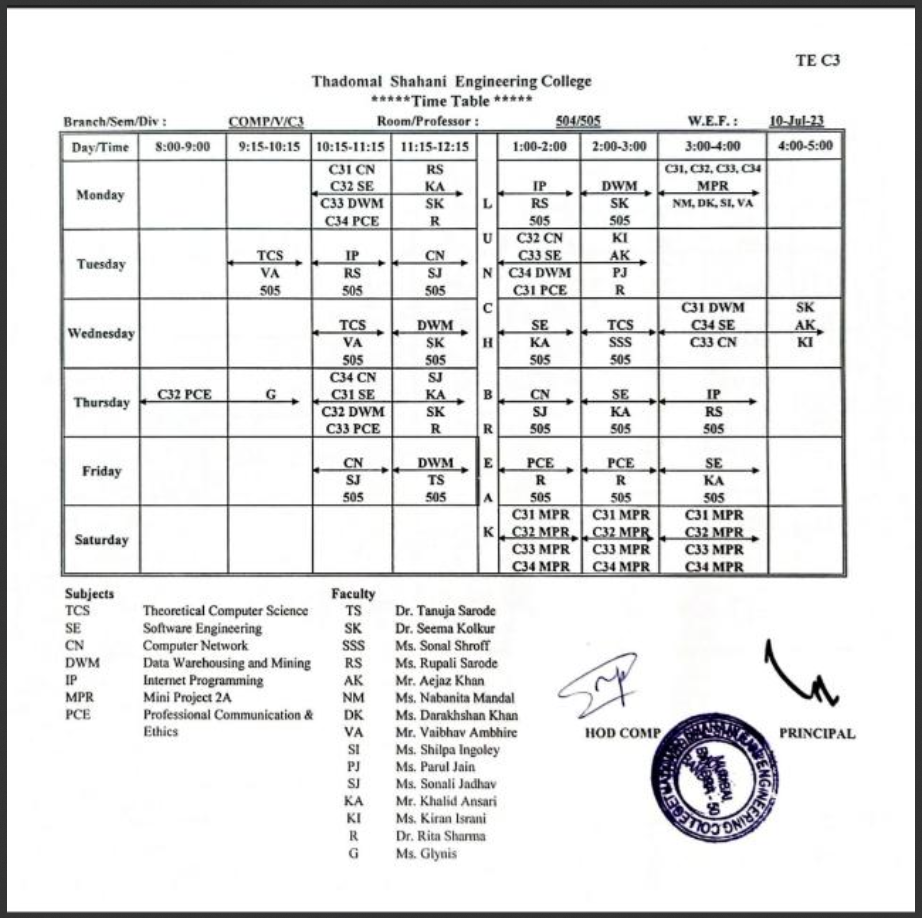 TE C3
Thadomal Shahani Engineering College
*****Time Table *****
Branch/Sem/Div : COMP/V/C3 Room/Professor : 504/505 W.E.F. : 10-Jul-23
Day/Time 8:00-9:00 9:15-10:15 10:15-11:15 11:15-12:15 1:00-2:00 2:00-3:00 3:00-4:00 4:00-5:00
LUNCH BREAK
C31 CN RS C31, C32, C33, C34
Monday C32 SE KA IP DWM MPR
C33 DWM SK RS SK NM, DK, SI, VA
C34 PCE R 505 505
C32 CN KI
Tuesday TCS IP CN C33 SE AK
VA RS SJ C34 DWM PJ
505 505 505 C31 PCE R
C31 DWM SK
Wednesday TCS DWM SE TCS C34 SE AK
VA SK KA SSS C33 CN KI
505 505 505 505
C34 CN SJ
Thursday C32 PCE G C31 SE KA CN SE IP
C32 DWM SK SJ KA RS
C33 PCE R 505 505 505
Friday CN DWM PCE PCE SE
SJ TS R R KA
505 505 505 505 505
C31 MPR C31 MPR C31 MPR
Saturday C32 MPR C32 MPR C32 MPR
C33 MPR C33 MPR C33 MPR
C34 MPR C34 MPR C34 MPR
Subjects
TCS Theoretical Computer Science
SE Software Engineering
CN Computer Network
DWM Data Warehousing and Mining
IP Internet Programming
MPR Mini Project 2A
PCE Professional Communication &
Ethics
Faculty
TS Dr. Tanuja Sarode
SK Dr. Seema Kolkur
SSS Ms. Sonal Shroff
RS Ms. Rupali Sarode
AK Mr. Aejaz Khan
NM Ms. Nabanita Mandal
DK Ms. Darakhshan Khan
VA Mr. Vaibhav Ambhire
SI Ms. Shilpa Ingoley
PJ Ms. Parul Jain
SJ Ms. Sonali Jadhav
KA Mr. Khalid Ansari
KI Ms. Kiran Israni
R Dr. Rita Sharma
G Ms. Glynis
HOD COMP
PRINCIPAL
ENGINEERING COLLEGE